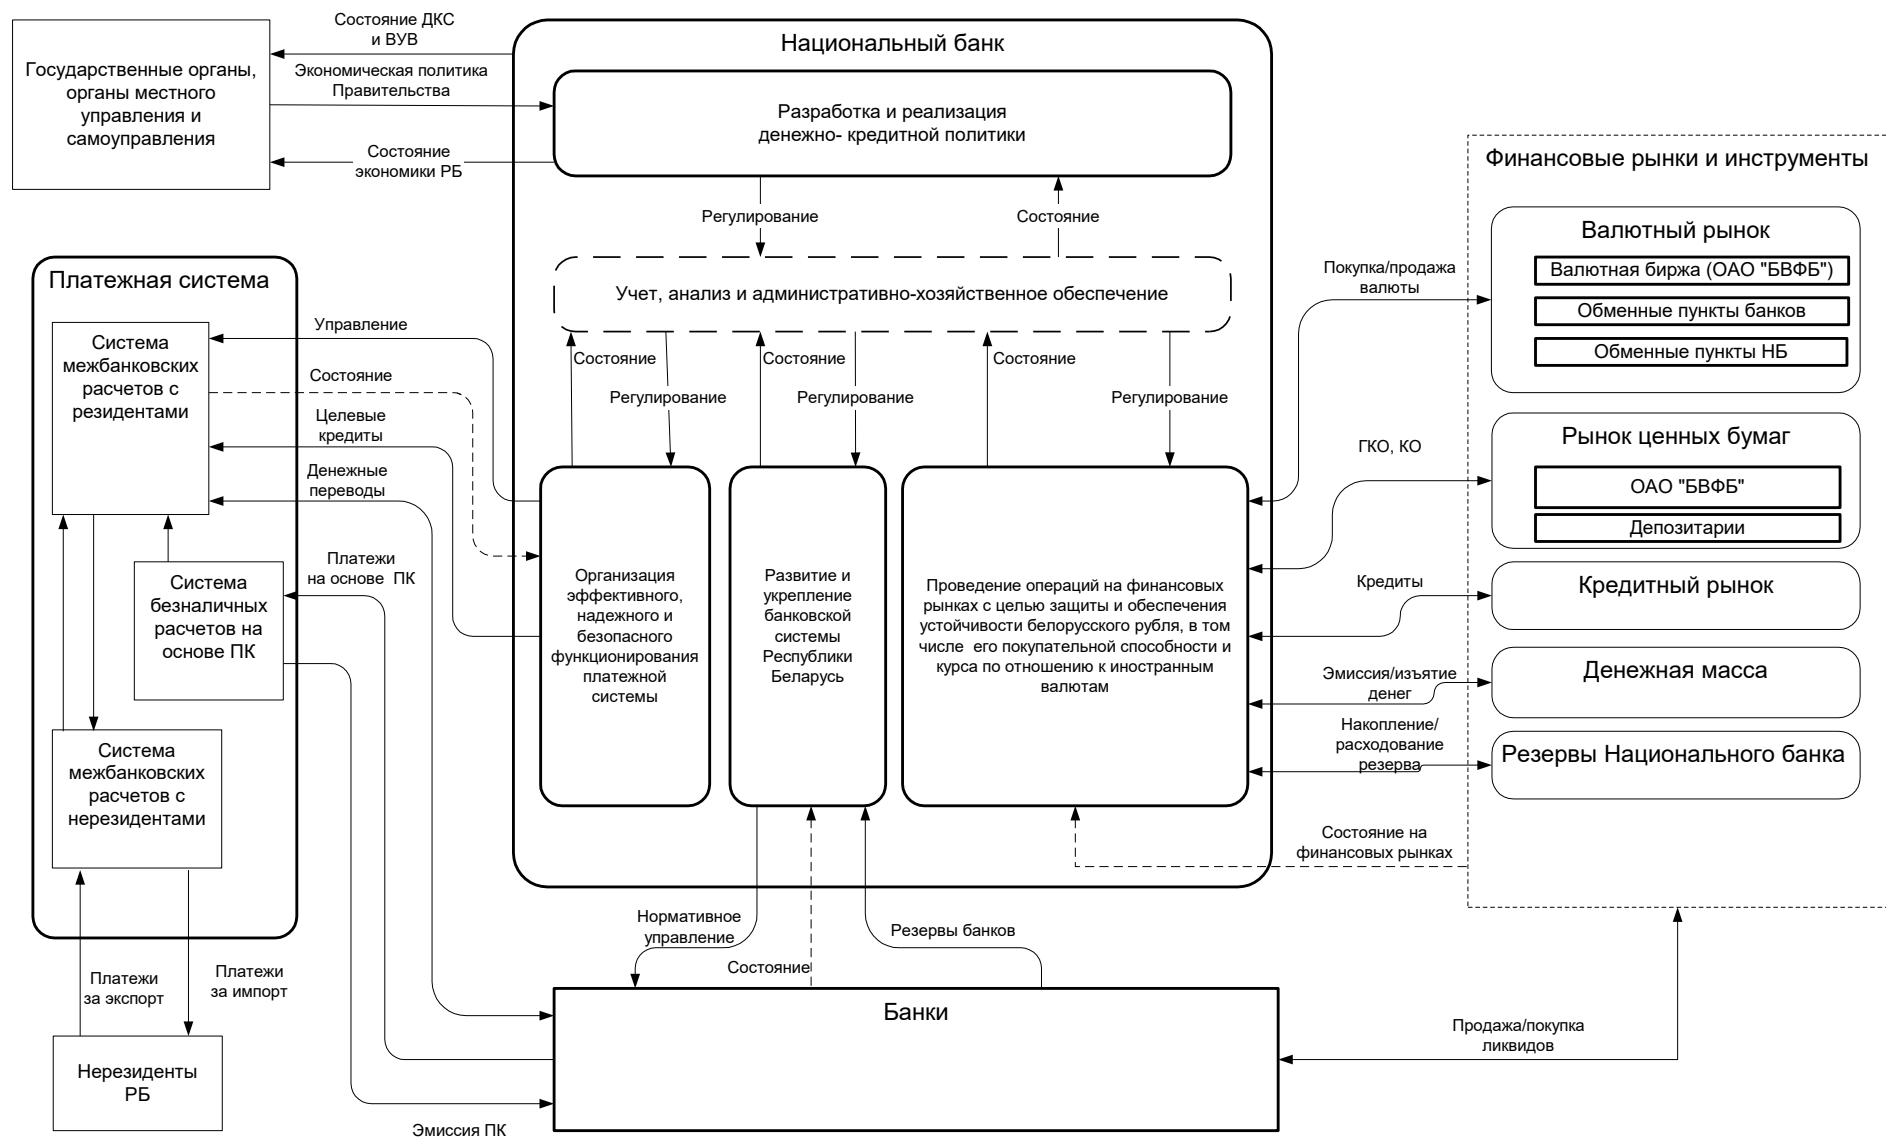 Состояние ДКС
и ВУВ
Государственные органы,
органы местного
управления и
самоуправления
Экономическая политика
Правительства
Состояние
экономики РБ
Национальный банк
Разработка и реализация
денежно- кредитной политики
Регулирование
Состояние
Учет, анализ и административно-хозяйственное обеспечение
Состояние
Регулирование
Состояние
Регулирование
Состояние
Регулирование
Организация
эффективного,
надежного и
безопасного
функционирования
платежной
системы
Развитие и
укрепление
банковской
системы
Республики
Беларусь
Проведение операций на финансовых
рынках с целью защиты и обеспечения
устойчивости белорусского рубля, в том
числе его покупательной способности и
курса по отношению к иностранным
валютам
Платежная система
Система
межбанковских
расчетов с
резидентами
Система
безналичных
расчетов на
основе ПК
Система
межбанковских
расчетов с
нерезидентами
Управление
Состояние
Целевые
кредиты
Денежные
переводы
Платежи
на основе ПК
Платежи
за экспорт
Платежи
за импорт
Нерезиденты
РБ
Эмиссия ПК
Нормативное
управление
Состояние
Резервы банков
Банки
Финансовые рынки и инструменты
Валютный рынок
Валютная биржа (ОАО "БВФБ")
Обменные пункты банков
Обменные пункты НБ
Рынок ценных бумаг
ОАО "БВФБ"
Депозитарии
Кредитный рынок
Денежная масса
Резервы Национального банка
Покупка/продажа
валюты
ГКО, КО
Кредиты
Эмиссия/изъятие
денег
Накопление/
расходование
резерва
Состояние на
финансовых рынках
Продажа/покупка
ликвидов